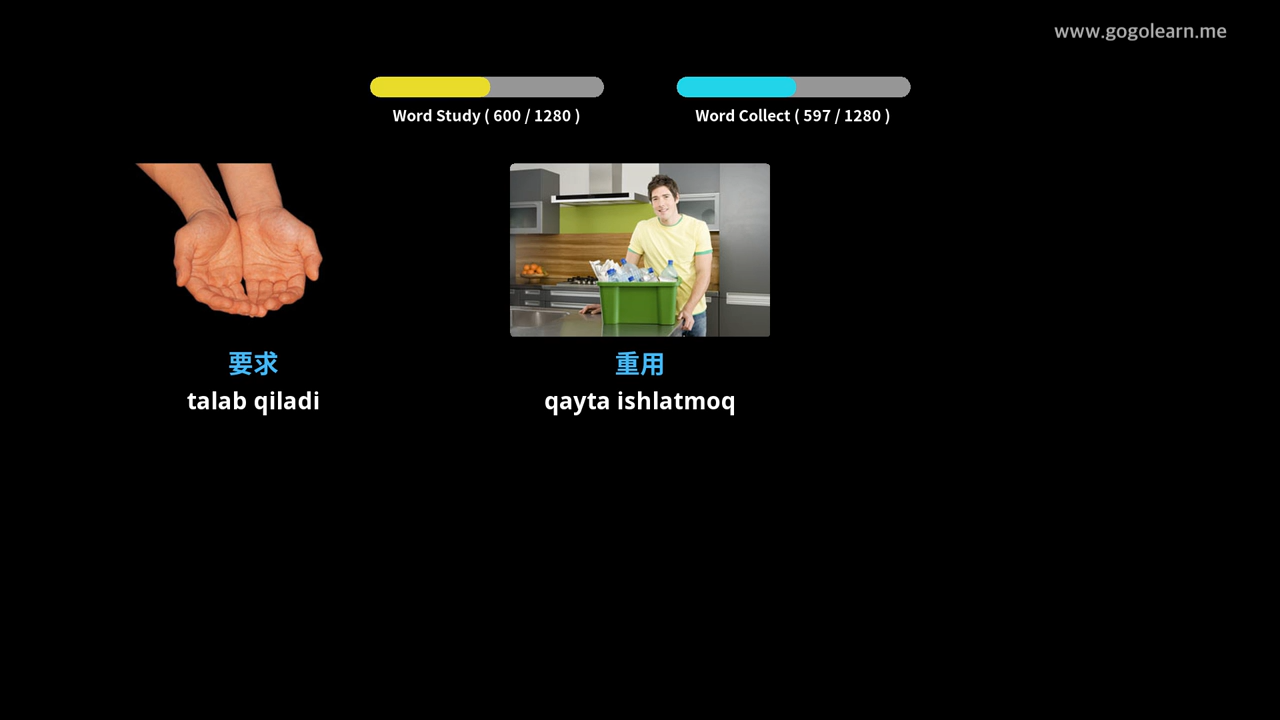 www.gogolearn.me
Word Study ( 600 / 1280 )
Word Collect ( 597 / 1280 )
要求
talab qiladi
重用
qayta ishlatmoq